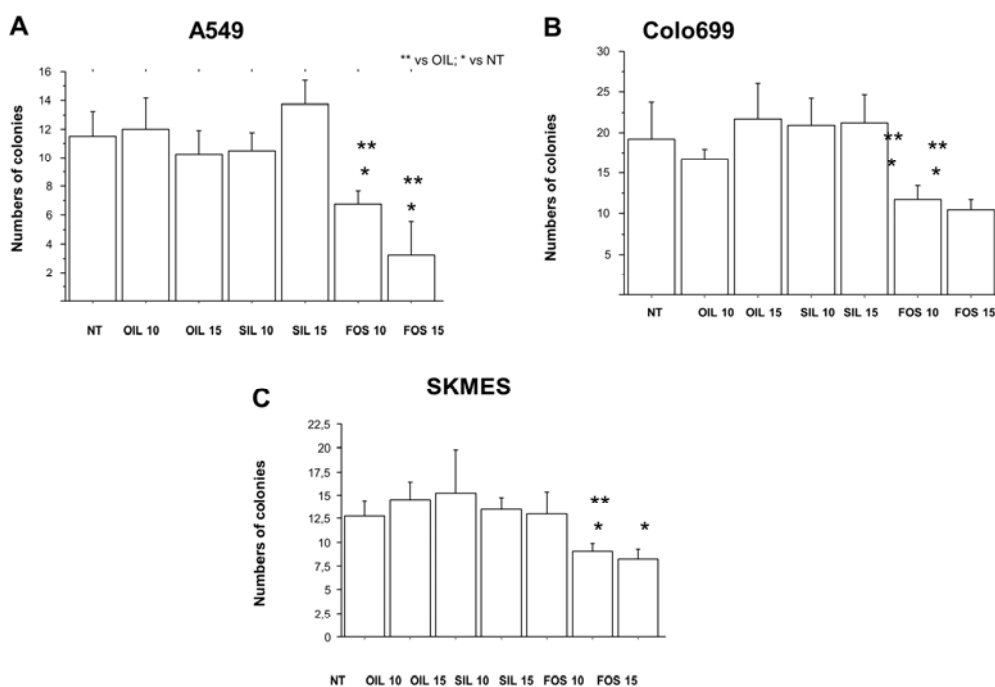 A
A549
** vs OIL; * vs NT
Numbers of colonies
16
14
12
10
8
6
4
2
** 
*
**
*
NT OIL 10 OIL 15 SIL 10 SIL 15 FOS 10 FOS 15
B
Colo699
Numbers of colonies
30
25
20
15
10
5
**
*
**
*
NT OIL 10 OIL 15 SIL 10 SIL 15 FOS 10 FOS 15
C
SKMES
Numbers of colonies
22,5
20
17,5
15
12,5
10
7,5
5
2,5
0
**
*
*
NT OIL 10 OIL 15 SIL 10 SIL 15 FOS 10 FOS 15